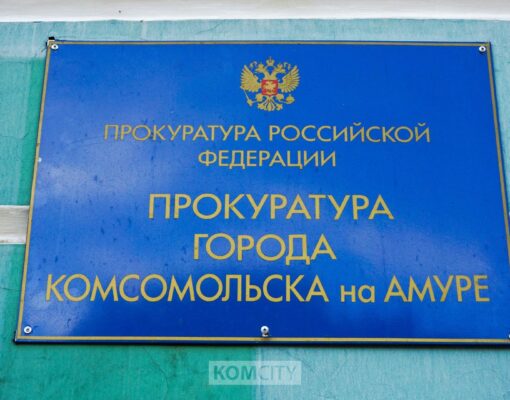 ПРОКУРАТУРА РОССИЙСКОЙ
ФЕДЕРАЦИИ
ПРОКУРАТУРА
ГОРОДА
КОМСОМОЛЬСКА на АМУРЕ
KOMCITY